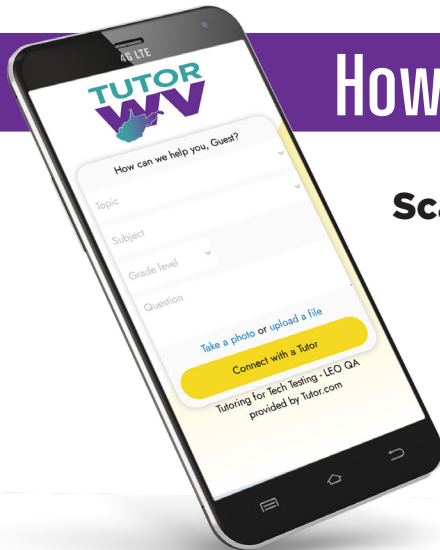 How
Sca
4G LTE
TUTOR
WV
How can we help you, Guest?
Topic
Subject
Grade level
Question
Take a photo or upload a file
Connect with a Tutor
Tutoring for Tech Testing - LEO QA
provided by Tutor.com